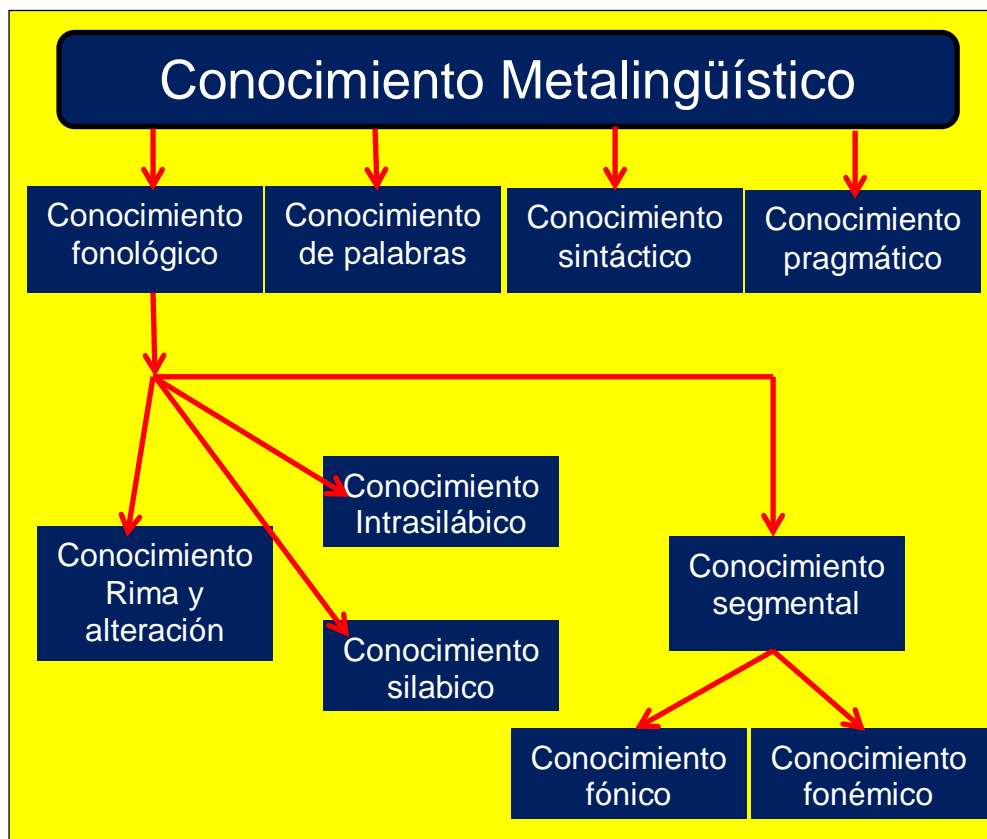 Conocimiento Metalingüístico
Conocimiento
fonológico
Conocimiento
de palabras
Conocimiento
sintáctico
Conocimiento
pragmático
Conocimiento
Intrasilábico
Conocimiento
Rima y
alteración
Conocimiento
segmental
Conocimiento
silabico
Conocimiento
fónico
Conocimiento
fonémico